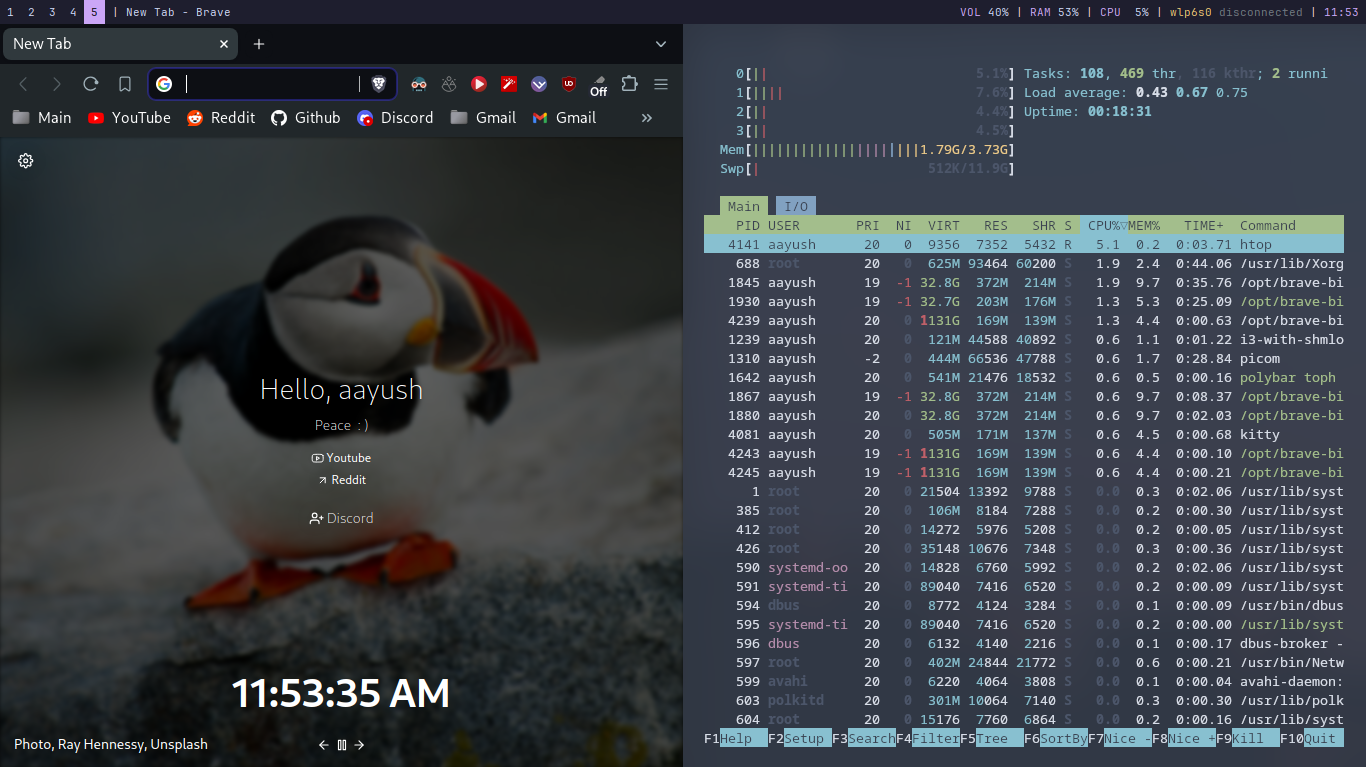 1 2 3 4 5 | New Tab - Brave
VOL 40% | RAM 53% | CPU 5% | wlp6s0 disconnected | 11:53
New Tab
Off
Main YouTube Reddit Github Discord Gmail Gmail »
Hello, aayush
Peace :)
Youtube
Reddit
Discord
11:53:35 AM
Photo, Ray Hennessy, Unsplash
0[|| 5.1%] Tasks: 108, 469 thr, 116 kthr; 2 runni
1[|||| 7.6%] Load average: 0.43 0.67 0.75
2[|| 4.4%] Uptime: 00:18:31
3[|| 4.5%]
Mem[|||||||||||||||||||||1.79G/3.73G]
Swp[| 512K/11.9G]
Main I/O
PID USER PRI NI VIRT RES SHR S CPU%▽MEM% TIME+ Command
4141 aayush 20 0 9356 7352 5432 R 5.1 0.2 0:03.71 htop
688 root 20 0 625M 93464 60200 S 1.9 2.4 0:44.06 /usr/lib/Xorg
1845 aayush 19 -1 32.8G 372M 214M S 1.9 9.7 0:35.76 /opt/brave-bi
1930 aayush 19 -1 32.7G 203M 176M S 1.3 5.3 0:25.09 /opt/brave-bi
4239 aayush 20 0 1131G 169M 139M S 1.3 4.4 0:00.63 /opt/brave-bi
1239 aayush 20 0 121M 44588 40892 S 0.6 1.1 0:01.22 i3-with-shmlo
1310 aayush -2 0 444M 66536 47788 S 0.6 1.7 0:28.84 picom
1642 aayush 20 0 541M 21476 18532 S 0.6 0.5 0:00.16 polybar toph
1867 aayush 19 -1 32.8G 372M 214M S 0.6 9.7 0:08.37 /opt/brave-bi
1880 aayush 20 0 32.8G 372M 214M S 0.6 9.7 0:02.03 /opt/brave-bi
4081 aayush 20 0 505M 171M 137M S 0.6 4.5 0:00.68 kitty
4243 aayush 19 -1 1131G 169M 139M S 0.6 4.4 0:00.10 /opt/brave-bi
4245 aayush 19 -1 1131G 169M 139M S 0.6 4.4 0:00.21 /opt/brave-bi
1 root 20 0 21504 13392 9788 S 0.0 0.3 0:02.06 /usr/lib/syst
385 root 20 0 106M 8184 7288 S 0.0 0.2 0:00.30 /usr/lib/syst
412 root 20 0 14272 5976 5208 S 0.0 0.2 0:00.05 /usr/lib/syst
426 root 20 0 35148 10676 7348 S 0.0 0.3 0:00.36 /usr/lib/syst
590 systemd-oo 20 0 14828 6760 5992 S 0.0 0.2 0:02.06 /usr/lib/syst
591 systemd-ti 20 0 89040 7416 6520 S 0.0 0.2 0:00.09 /usr/lib/syst
594 dbus 20 0 8772 4124 3284 S 0.0 0.1 0:00.09 /usr/bin/dbus
595 systemd-ti 20 0 89040 7416 6520 S 0.0 0.2 0:00.00 /usr/lib/syst
596 dbus 20 0 6132 4140 2216 S 0.0 0.1 0:00.17 dbus-broker -
597 root 20 0 402M 24844 21772 S 0.0 0.6 0:00.21 /usr/bin/Netw
599 avahi 20 0 6220 4064 3808 S 0.0 0.1 0:00.04 avahi-daemon:
603 polkitd 20 0 301M 10064 7140 S 0.0 0.3 0:00.30 /usr/lib/polk
604 root 20 0 15176 7760 6864 S 0.0 0.2 0:00.16 /usr/lib/syst
F1Help F2Setup F3SearchF4FilterF5Tree F6SortByF7Nice -F8Nice +F9Kill F10Quit